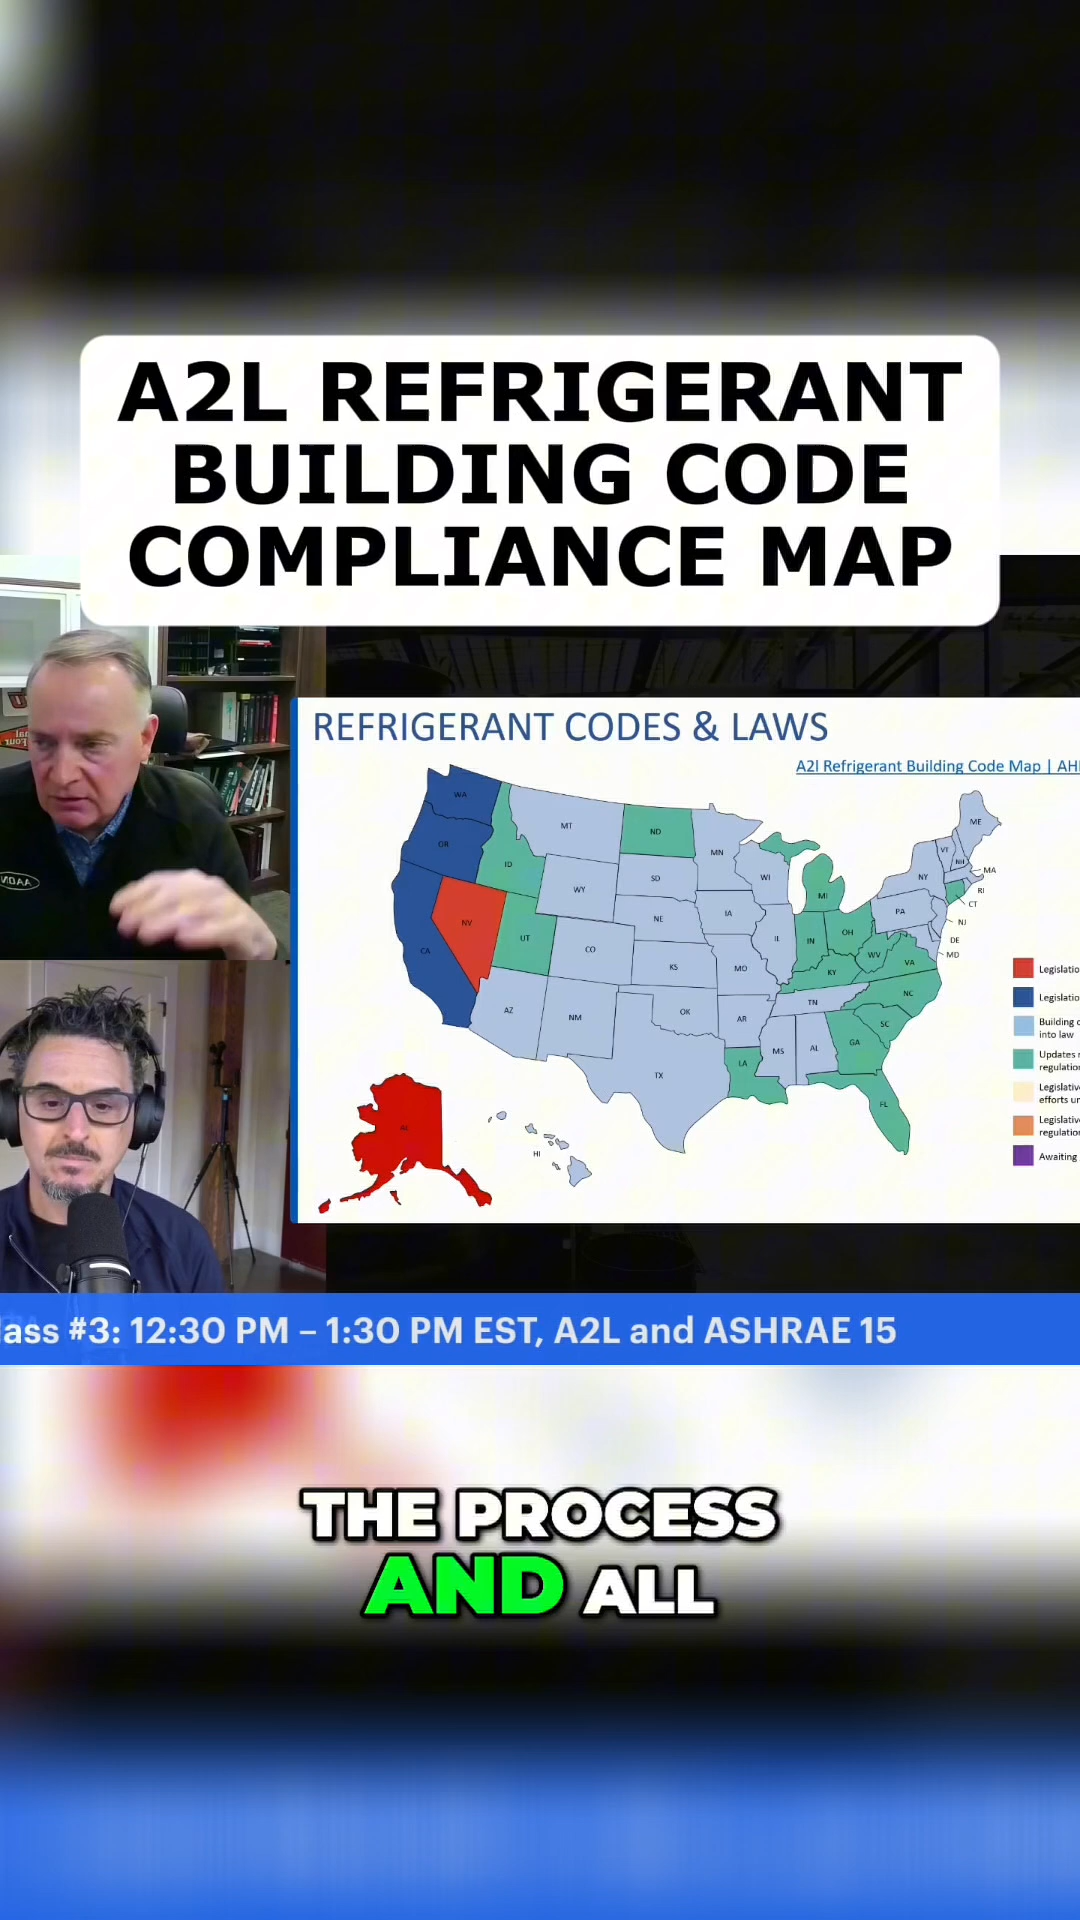 A2L REFRIGERANT
BUILDING CODE
COMPLIANCE MAP
REFRIGERANT CODES & LAWS
A2l Refrigerant Building Code Map | AH
WA
MT
ND
MN
OR
ID
WY
SD
WI
MI
NY
VT
NH
ME
MA
RI
CT
NJ
DE
MD
NV
UT
CO
NE
IA
IL
IN
OH
PA
CA
KS
MO
KY
WV
VA
AZ
NM
OK
AR
TN
NC
SC
TX
LA
MS
AL
GA
FL
HI
Legislatio
Legislatio
Building
into law
Updates
regulation
Legislativ
efforts
Legislativ
regulatio
Awaiting
AAON
ass #3: 12:30 PM – 1:30 PM EST, A2L and ASHRAE 15
THE PROCESS
AND ALL